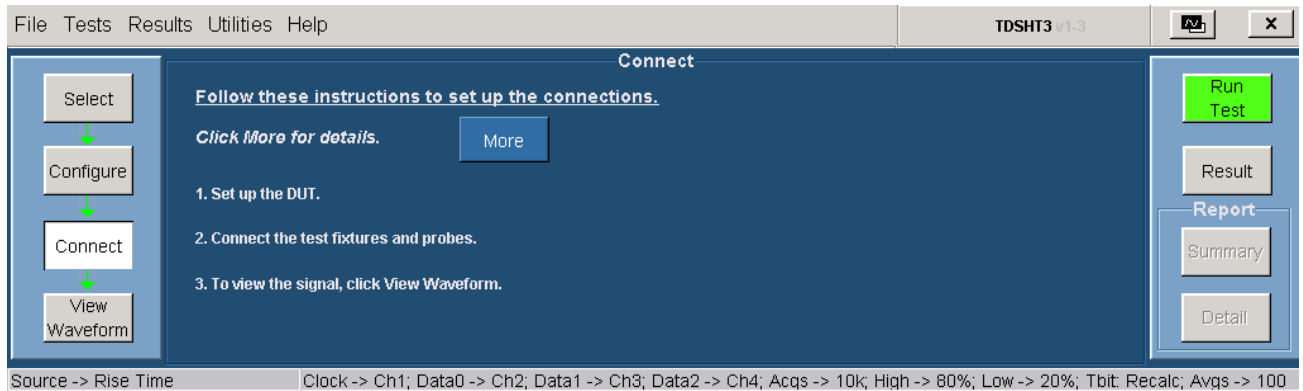 File Tests Results Utilities Help
TDSHT3 v1-3
x
Connect
Select
Configure
Connect
View
Waveform
Follow these instructions to set up the connections.
Click More for details.
More
1. Set up the DUT.
2. Connect the test fixtures and probes.
3. To view the signal, click View Waveform.
Run
Test
Result
Report
Summary
Detail
Source -> Rise Time
Clock -> Ch1; Data0 -> Ch2; Data1 -> Ch3; Data2 -> Ch4; Acqs -> 10k; High -> 80%; Low -> 20%; Tbit: Recalc; Avgs -> 100